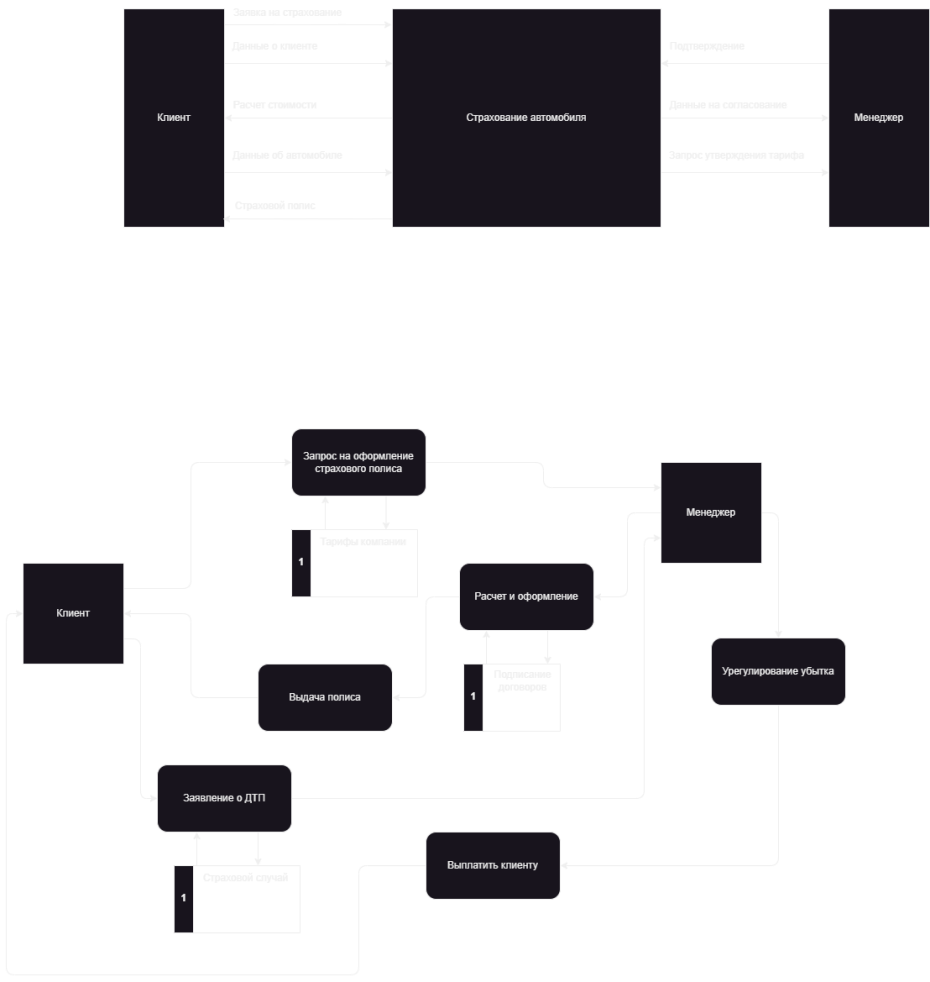 Заявка на страхование
Данные о клиенте
Подтверждение
Расчет стоимости
Данные на согласование
Клиент
Страхование автомобиля
Менеджер
Данные об автомобиле
Запрос утверждения тарифа
Страховой полис
Запрос на оформление
страхового полиса
Менеджер
Тарифы компании
1
Расчет и оформление
Клиент
Урегулирование убытка
Подписание
договоров
1
Выдача полиса
Заявление о ДТП
Выплатить клиенту
Страховой случай
1